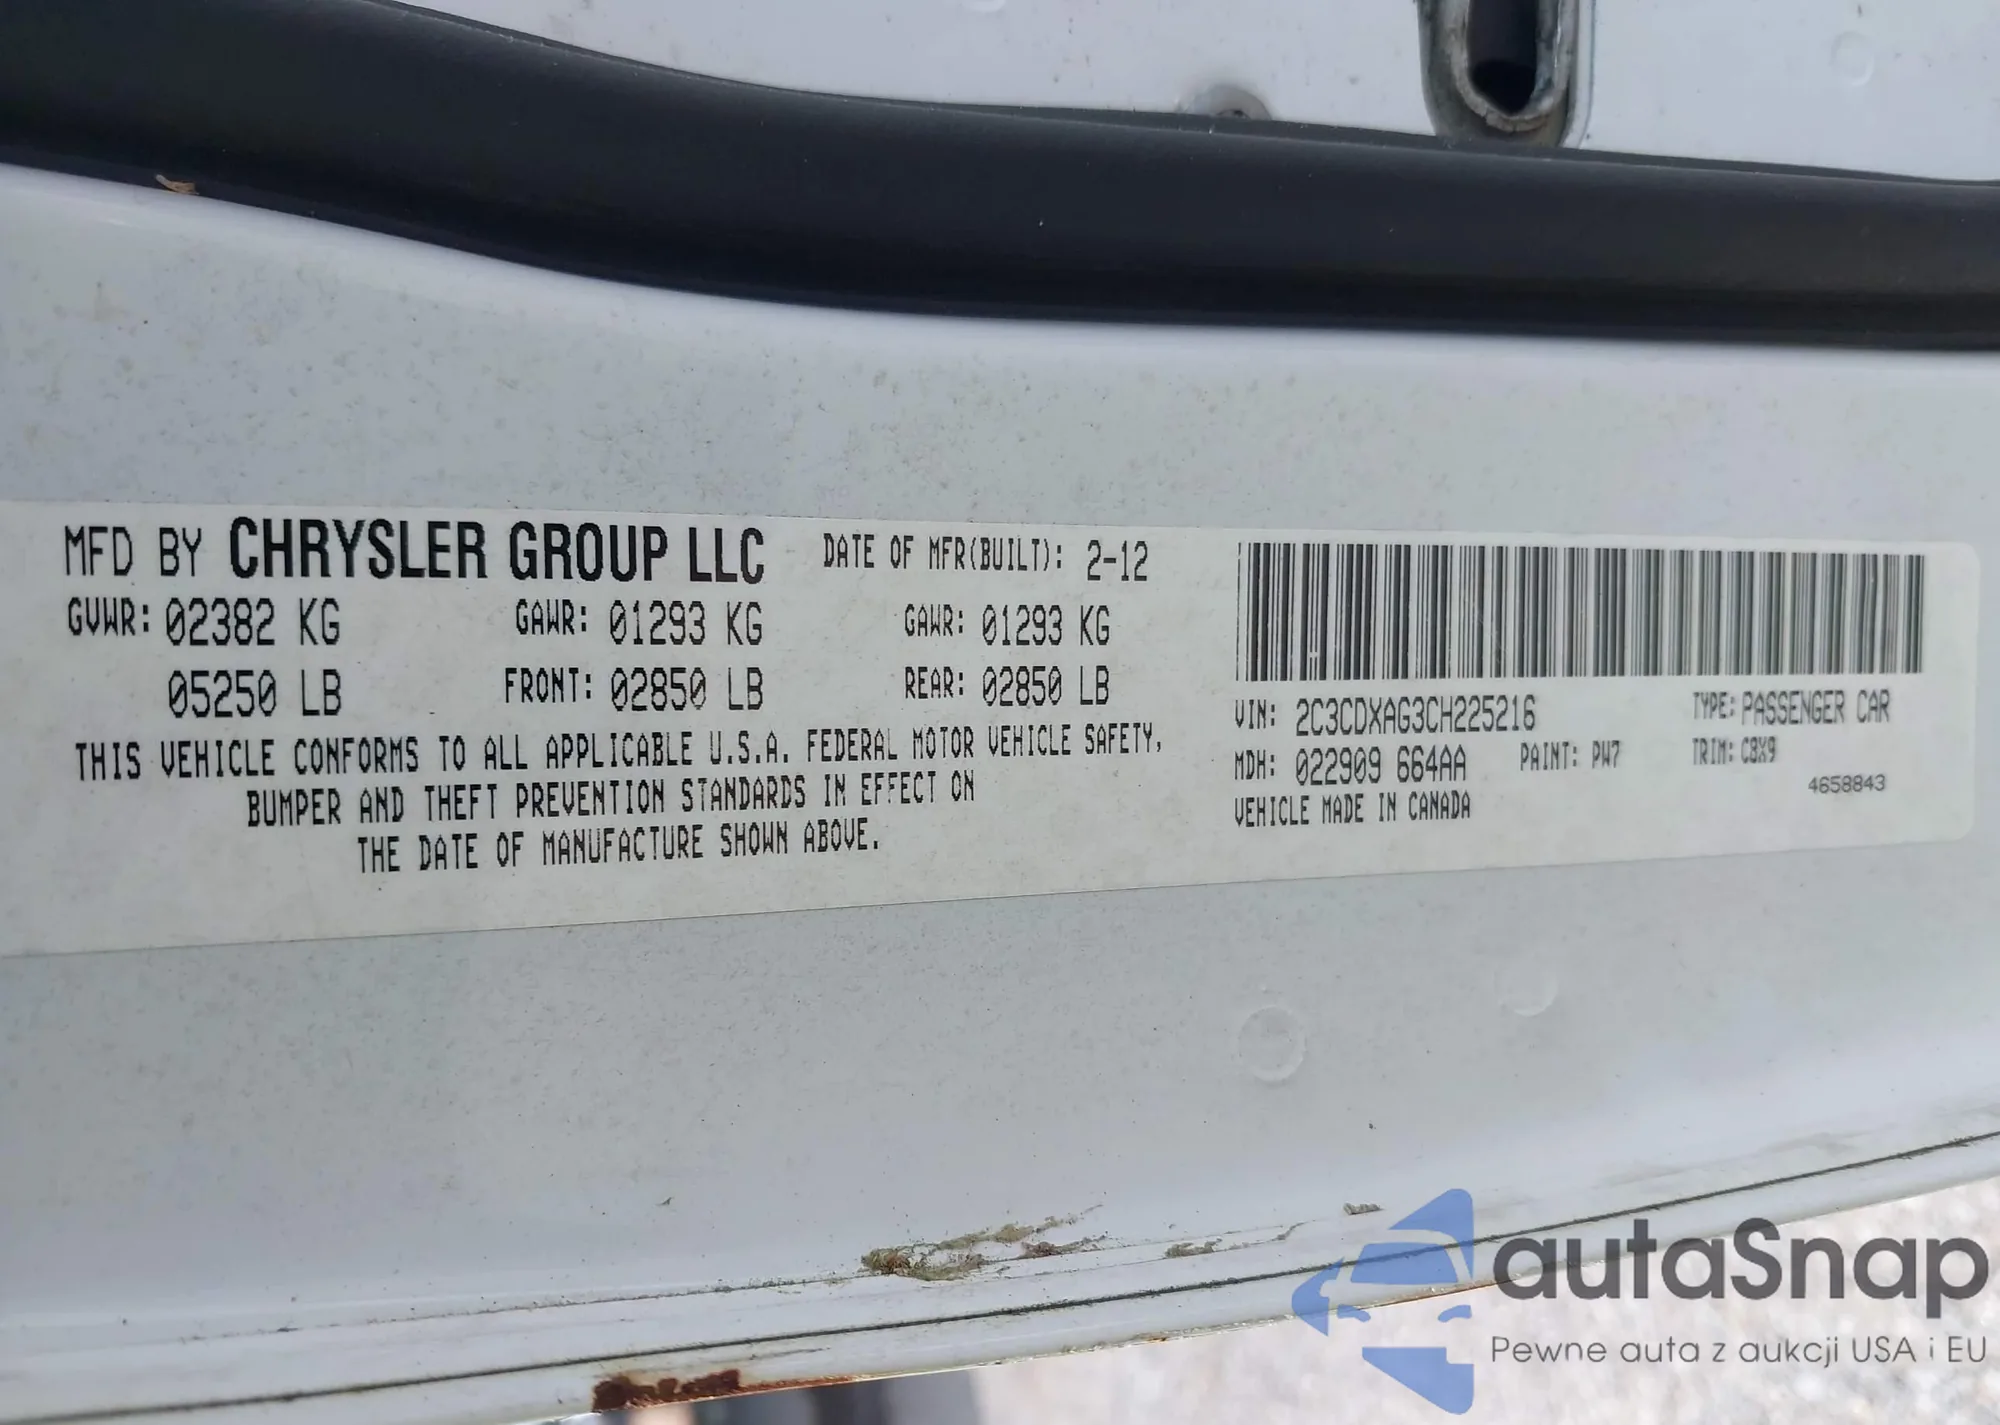 MFD BY CHRYSLER GROUP LLC DATE OF MFR(BUILT): 2-12
GVWR: 02382 KG GAWR: 01293 KG GAWR: 01293 KG
05250 LB FRONT: 02850 LB REAR: 02850 LB
THIS VEHICLE CONFORMS TO ALL APPLICABLE U.S.A. FEDERAL MOTOR VEHICLE SAFETY,
BUMPER AND THEFT PREVENTION STANDARDS IN EFFECT ON
THE DATE OF MANUFACTURE SHOWN ABOVE.
VIN: 2C3CDXAG3CH225216 TYPE: PASSENGER CAR
MDH: 022909 664AA PAINT: PW7 TRIM: C8X9
VEHICLE MADE IN CANADA 4658843
autaSnap
Pewne auta z aukcji USA i EU